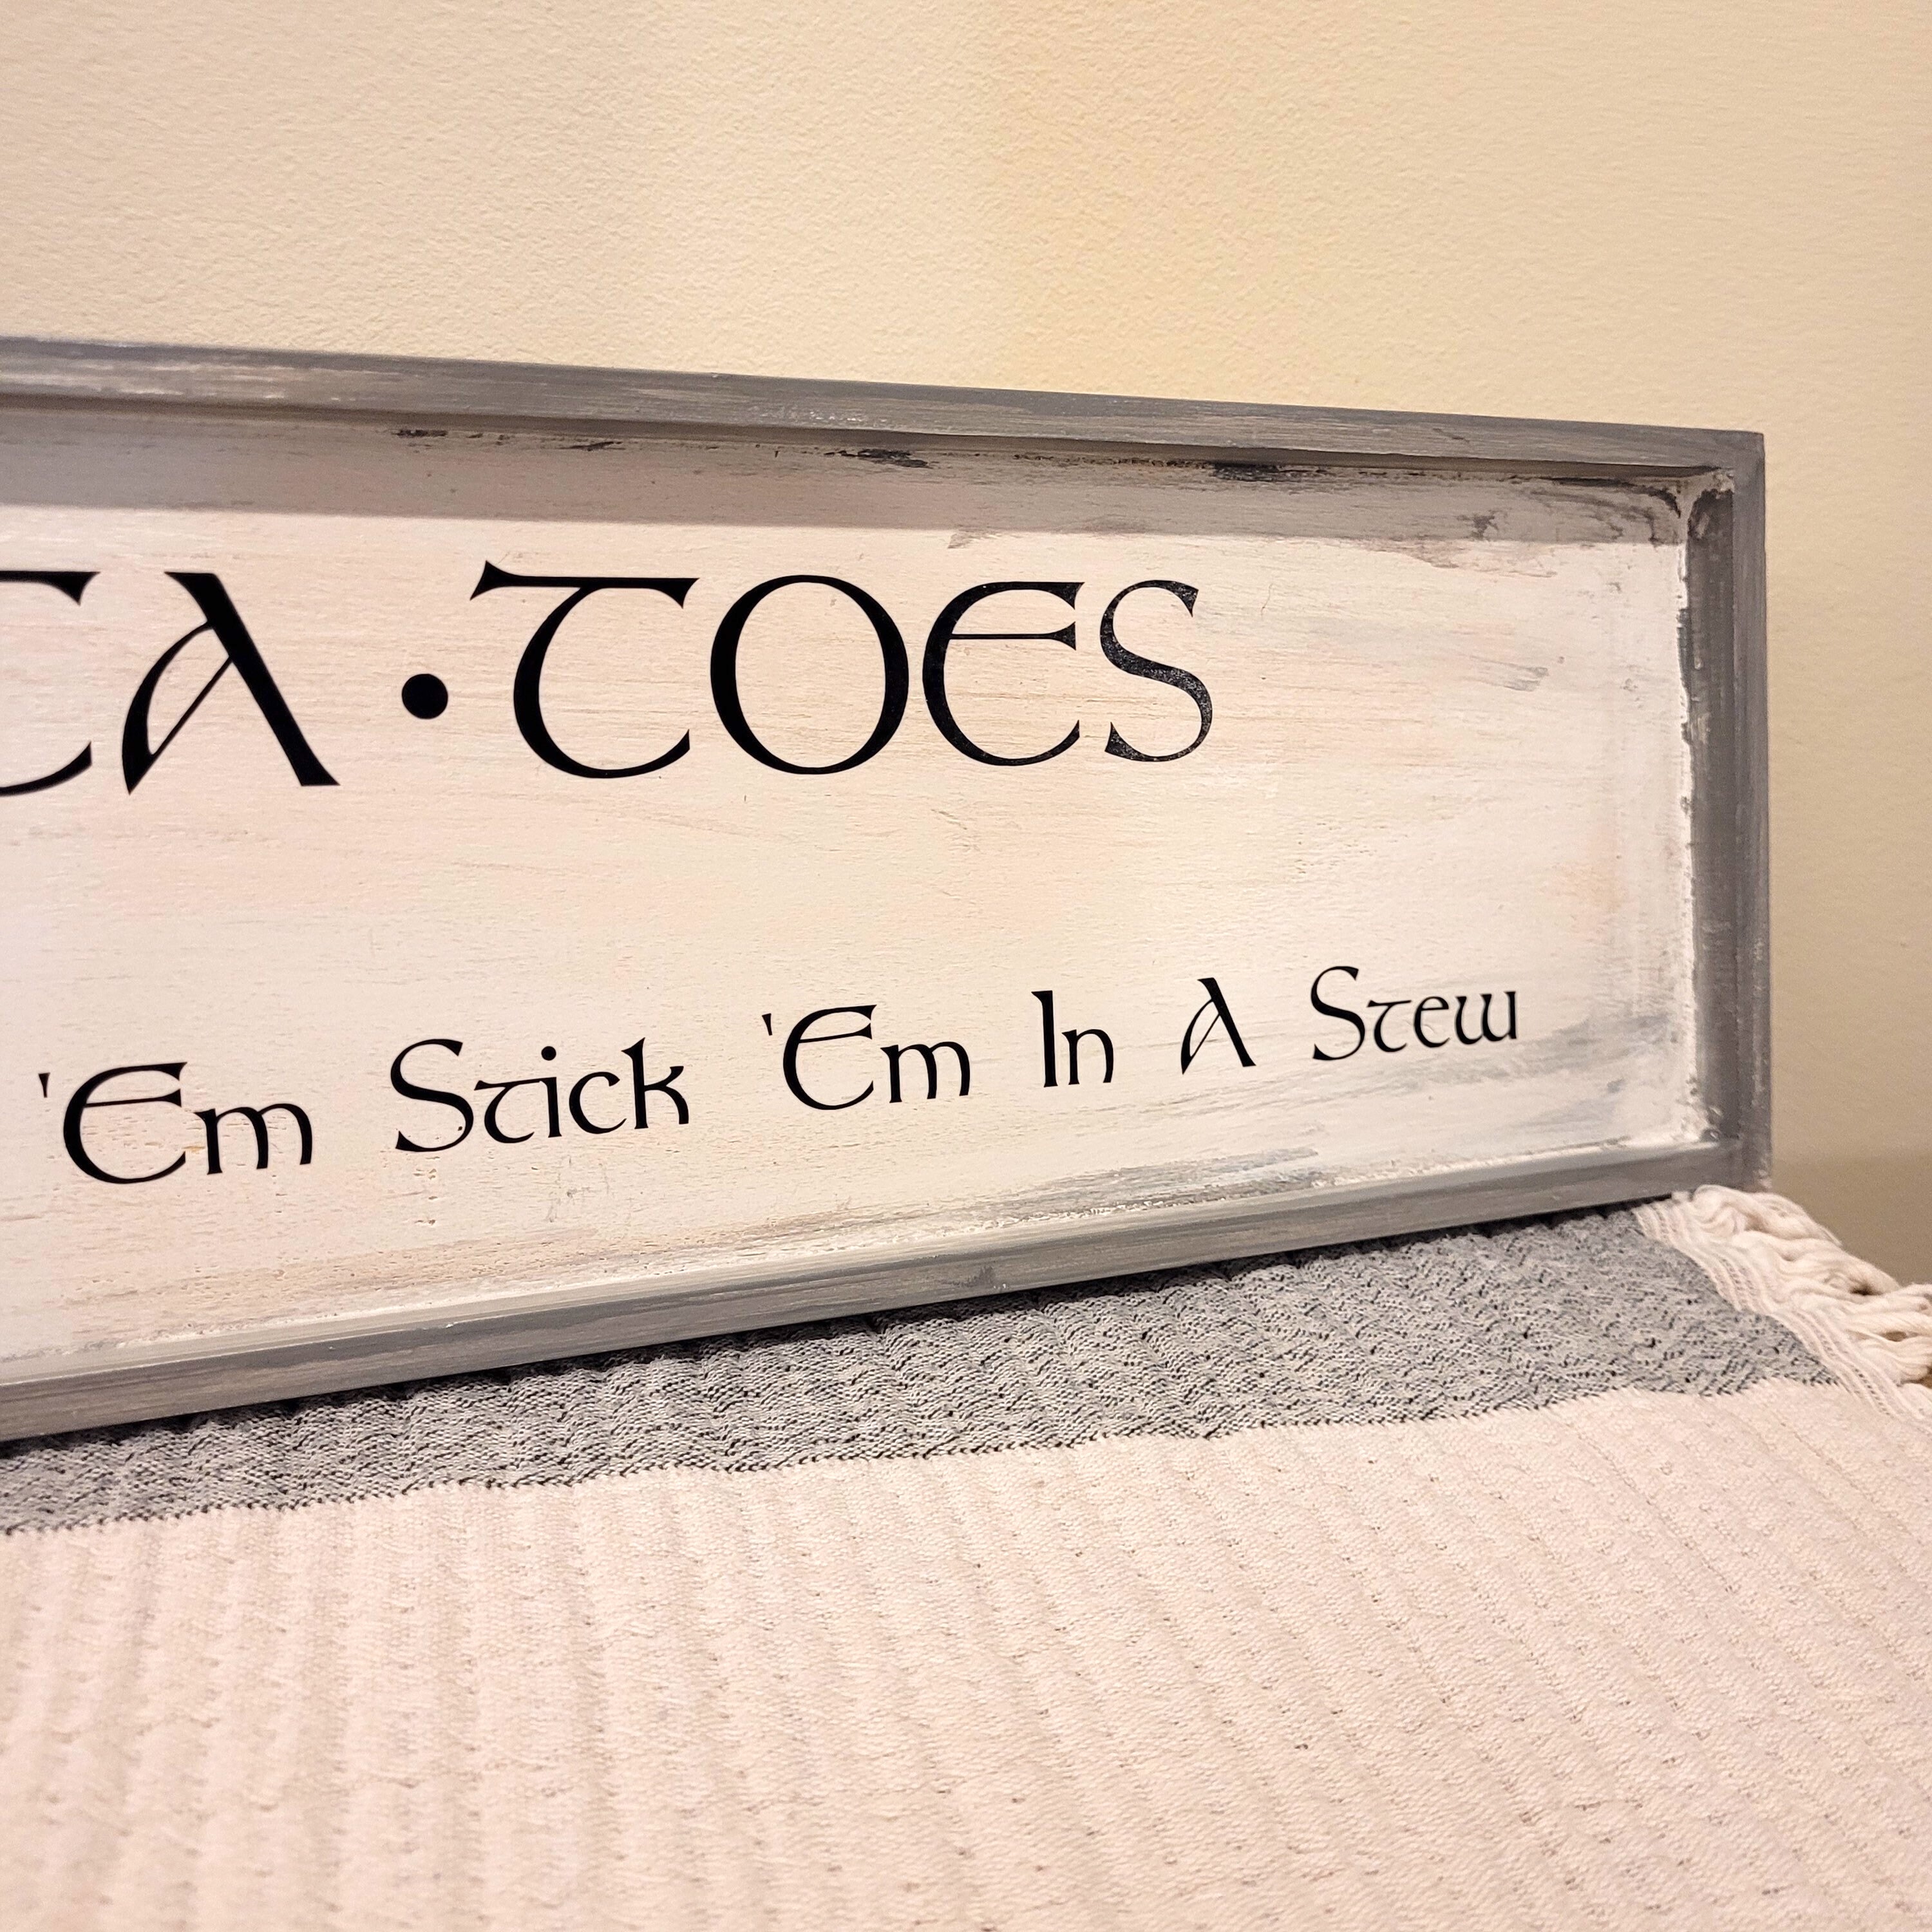 TA • TOES
'Em Stick 'Em In A Stew